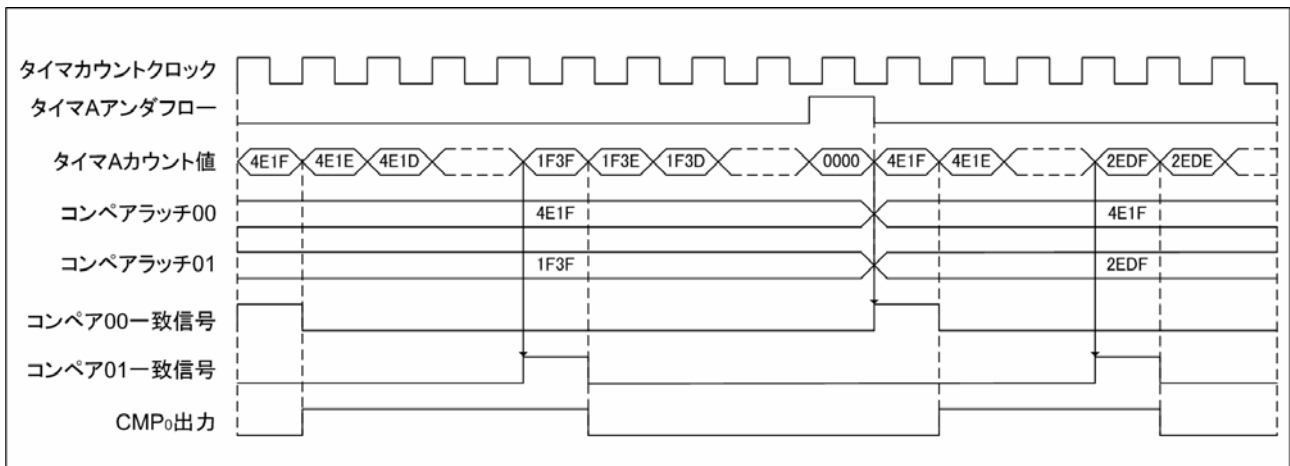 タイマカウントクロック
タイマAアンダフロー
タイマAカウント値 4E1F 4E1E 4E1D 1F3F 1F3E 1F3D 0000 4E1F 4E1E 2EDF 2EDE
コンペアラッチ00 4E1F 4E1F
コンペアラッチ01 1F3F 2EDF
コンペア00一致信号
コンペア01一致信号
CMP₀出力